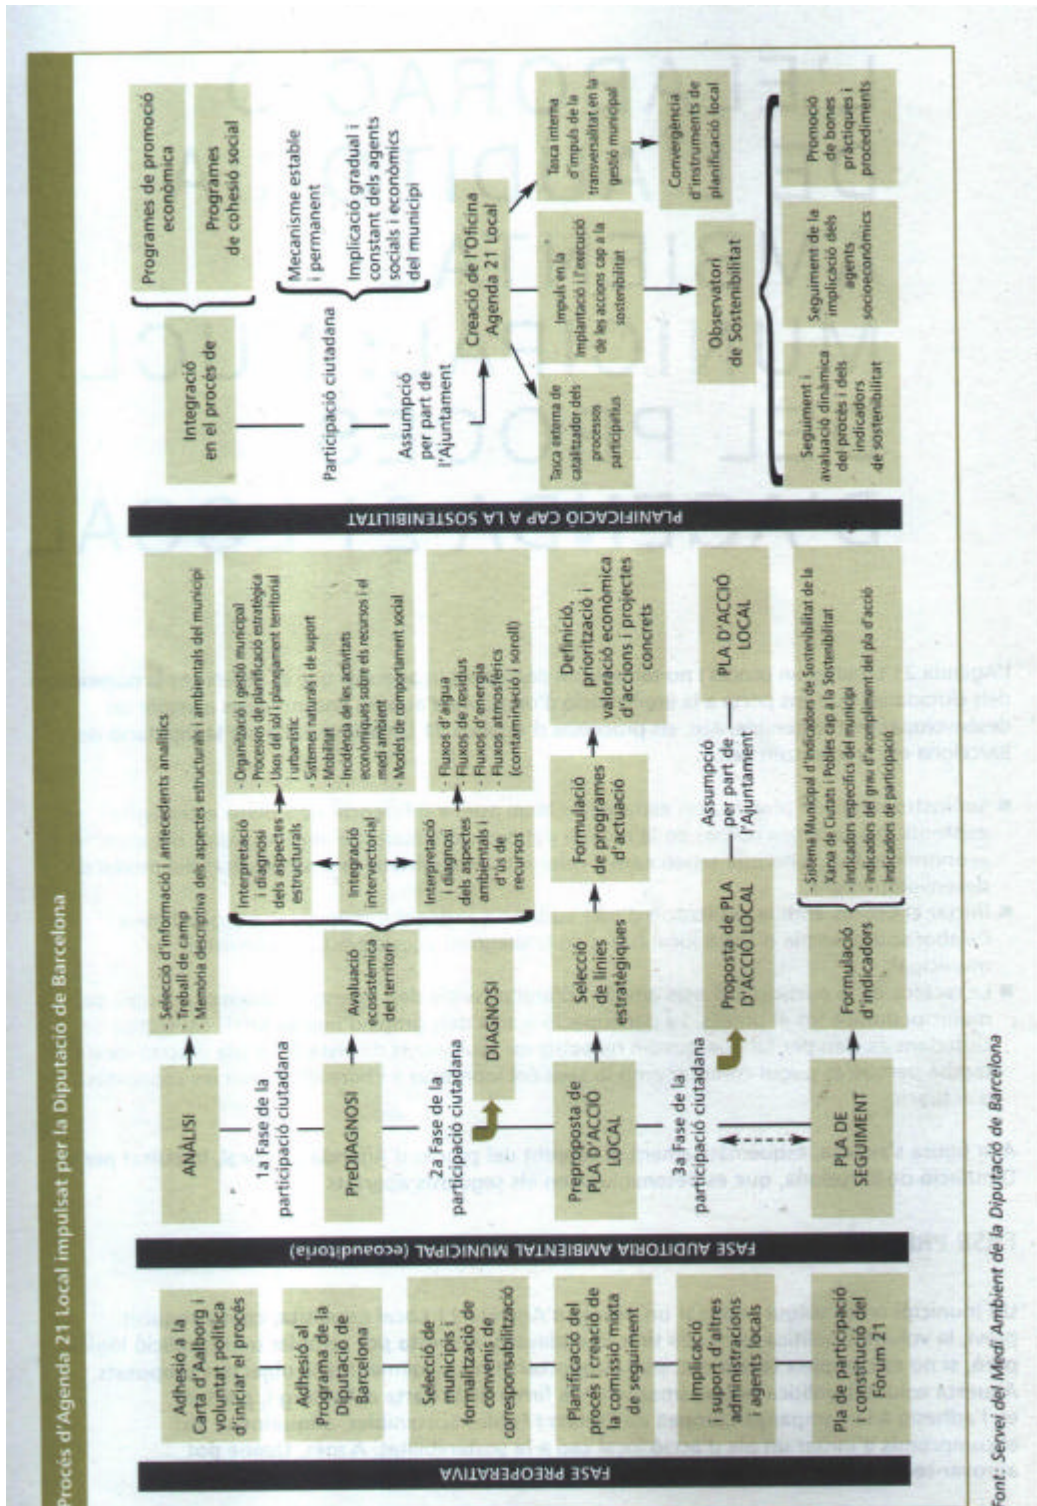 Procés d'Agenda 21 Local impulsat per la Diputació de Barcelona
FASE PREOPERATIVA
Adhesió a la
Carta d'Aalborg i
voluntat política
d'iniciar el procés
Adhesió al
Programa de la
Diputació de
Barcelona
Selecció de
municipis i
formalització de
convenis de
corresponsabilització
Planificació del
procés i creació de
la comissió mixta
de seguiment
Implicació
i suport d'altres
administracions
i agents locals
Pla de participació
i constitució del
Fòrum 21
FASE AUDITORIA AMBIENTAL MUNICIPAL (ecoauditoria)
ANÀLISI
- Selecció d'informació i antecedents analítics
- Treball de camp
- Memòria descriptiva dels aspectes estructurals i ambientals del municipi
1a Fase de la
participació ciutadana
PreDIAGNOSI
Avaluació
ecosistèmica
del territori
Interpretació
i diagnosi
dels aspectes
estructurals
- Organització i gestió municipal
- Processos de planificació estratègica
- Usos del sòl i planejament territorial
i urbanístic
- Sistemes naturals i de suport
- Mobilitat
- Incidència de les activitats
econòmiques sobre els recursos i el
medi ambient
- Models de comportament social
Integració
intervectorial
Interpretació
i diagnosi
dels aspectes
ambientals i
d'ús de
recursos
- Fluxos d'aigua
- Fluxos de residus
- Fluxos d'energia
- Fluxos atmosfèrics
(contaminació i soroll)
2a Fase de la
participació ciutadana
DIAGNOSI
Preproposta de
PLA D'ACCIÓ
LOCAL
Selecció
de línies
estratègiques
Formulació
de programes
d'actuació
Definició,
priorització i
valoració econòmica
d'accions i projectes
concrets
3a Fase de la
participació ciutadana
Proposta de PLA
D'ACCIÓ LOCAL
Assumpció
per part de
l'Ajuntament
PLA D'ACCIÓ
LOCAL
PLA DE
SEGUIMENT
Formulació
d'indicadors
- Sistema Municipal d'Indicadors de Sostenibilitat de la
Xarxa de Ciutats i Pobles cap a la Sostenibilitat
- Indicadors específics del municipi
- Indicadors del grau d'acompliment del pla d'acció
- Indicadors de participació
PLANIFICACIÓ CAP A LA SOSTENIBILITAT
Integració
en el procés de
Programes de promoció
econòmica
Programes
de cohesió social
Participació ciutadana
Mecanisme estable
i permanent
Implicació gradual i
constant dels agents
socials i econòmics
del municipi
Assumpció
per part de
l'Ajuntament
Creació de l'Oficina
Agenda 21 Local
Tasca externa de
catalitzador dels
processos
participatius
Impuls en la
Implantació i l'execució
de les accions cap a la
sostenibilitat
Tasca interna
d'impuls de la
transversalitat en la
gestió municipal
Observatori
de Sostenibilitat
Convergència
d'instruments de
planificació local
Seguiment i
avaluació dinàmica
del procés i dels
indicadors
de sostenibilitat
Seguiment de la
implicació dels
agents
socioeconòmics
Promoció
de bones
pràctiques i
procediments
Font: Servei del Medi Ambient de la Diputació de Barcelona